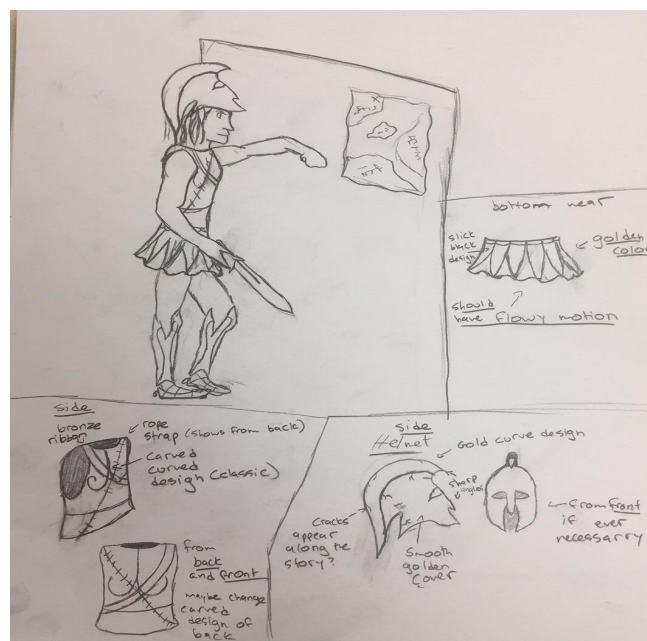 bottom wear
slick
black
design
golden
colo
should
have flowy motion
side
bronze
ribbon
rope
strap (shows from back)
carved
curved
design (classic)
from
back
and front
maybe change
carved
design of
back
side
Helmet
Gold curve design
sharp
angles
Cracks
appear
along the
story?
smooth
golden
cover
from front
if ever
necessarry